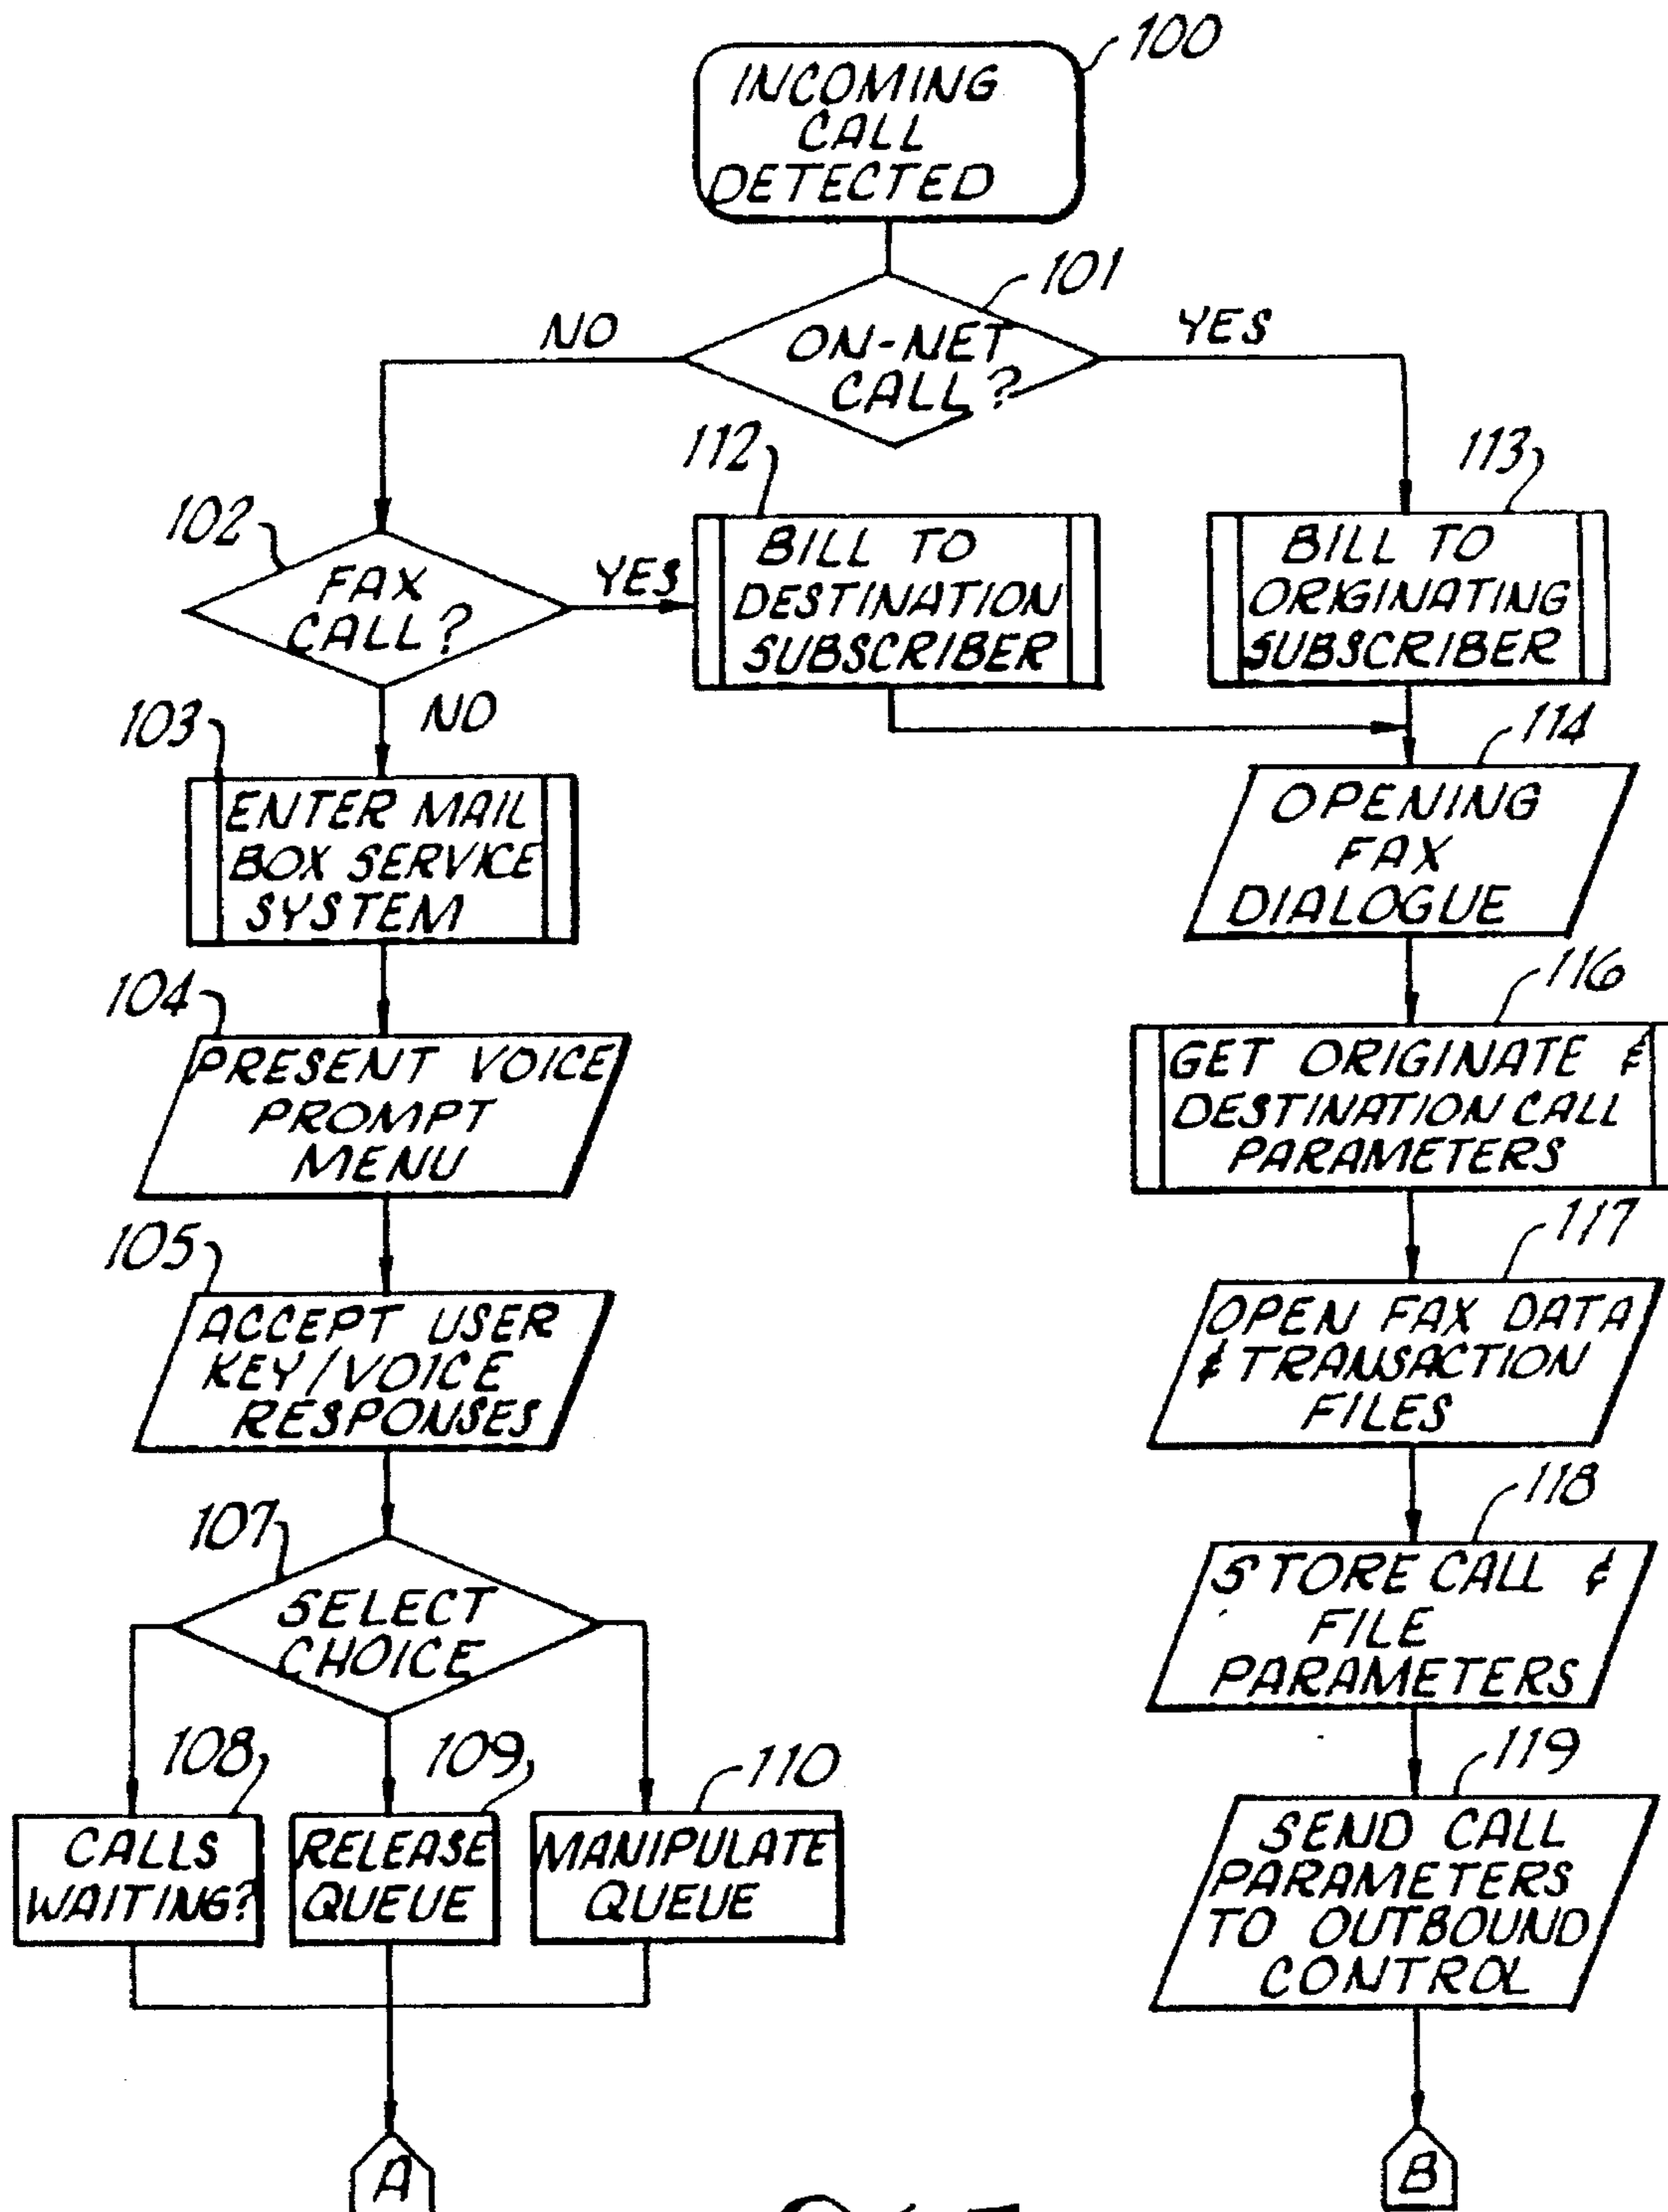 100
INCOMING
CALL
DETECTED
101
NO
ON-NET
CALL?
YES
112
113
102
FAX
CALL?
YES
BILL TO
DESTINATION
SUBSCRIBER
BILL TO
ORIGINATING
SUBSCRIBER
NO
103
ENTER MAIL
BOX SERVICE
SYSTEM
114
OPENING
FAX
DIALOGUE
104
PRESENT VOICE
PROMPT
MENU
116
GET ORIGINATE &
DESTINATION CALL
PARAMETERS
105
ACCEPT USER
KEY/VOICE
RESPONSES
117
OPEN FAX DATA
& TRANSACTION
FILES
107
SELECT
CHOICE
118
STORE CALL &
FILE
PARAMETERS
108
CALLS
WAITING?
109
RELEASE
QUEUE
110
MANIPULATE
QUEUE
119
SEND CALL
PARAMETERS
TO OUTBOUND
CONTROL
A
B